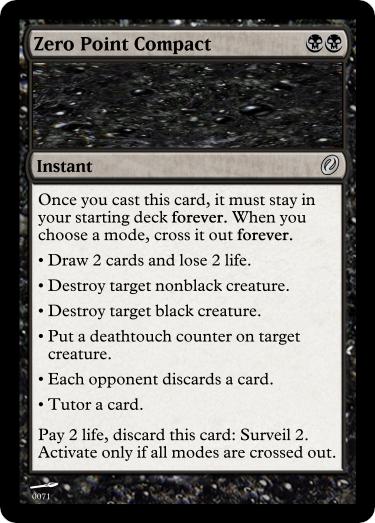 Zero Point Compact
Instant
Once you cast this card, it must stay in
your starting deck forever. When you
choose a mode, cross it out forever.
• Draw 2 cards and lose 2 life.
• Destroy target nonblack creature.
• Destroy target black creature.
• Put a deathtouch counter on target
creature.
• Each opponent discards a card.
• Tutor a card.
Pay 2 life, discard this card: Surveil 2.
Activate only if all modes are crossed out.
0071